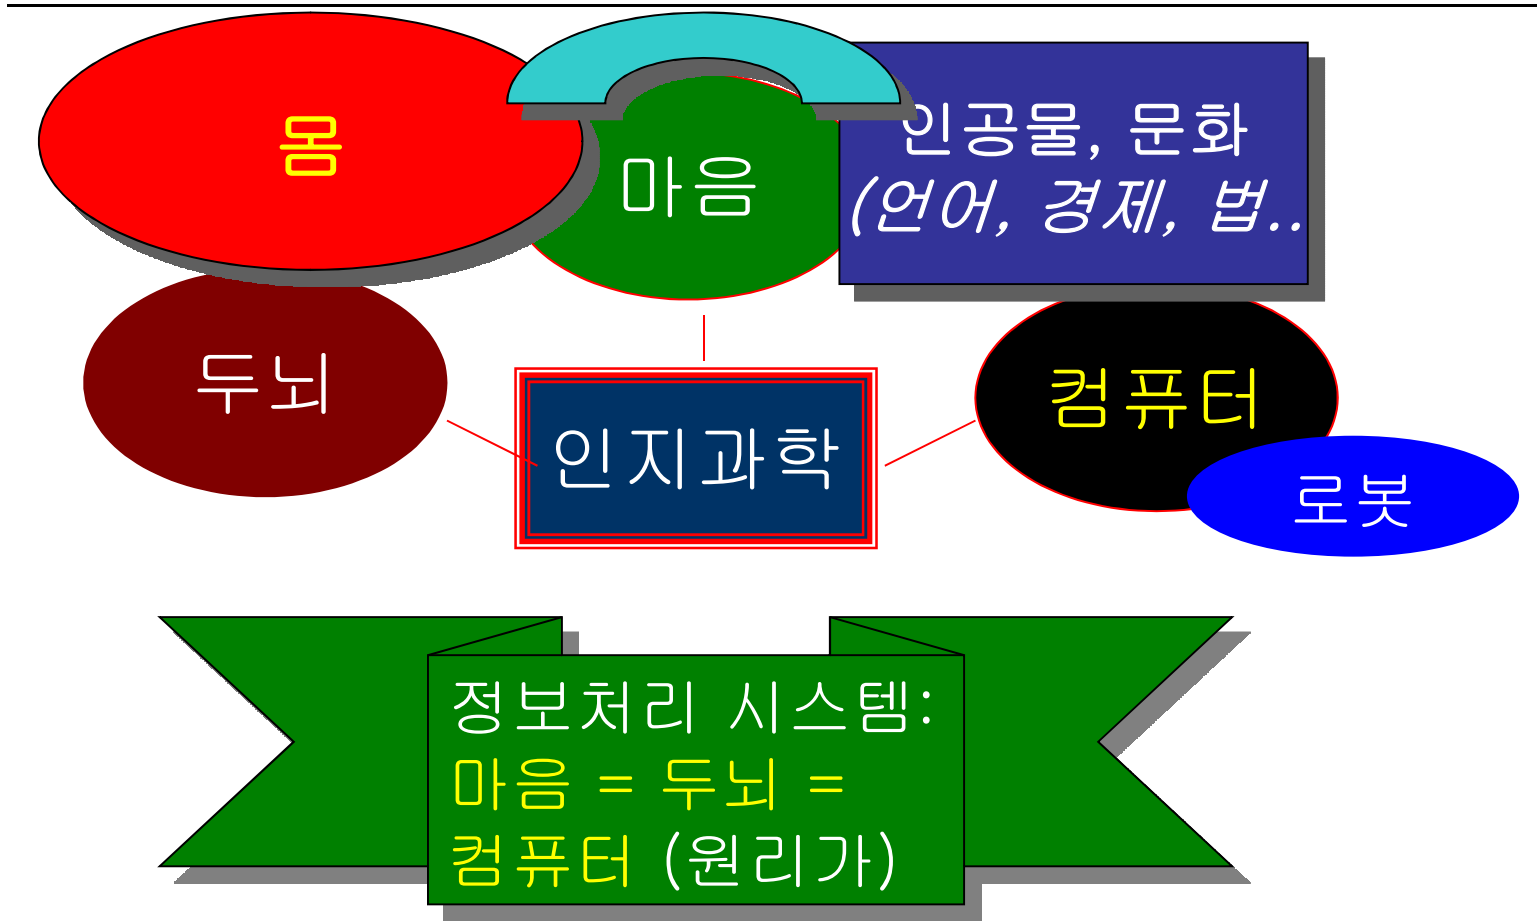 몸
마음
인공물, 문화
(언어, 경제, 법..
두뇌
컴퓨터
인지과학
로봇
정보처리 시스템:
마음 = 두뇌 =
컴퓨터 (원리가)